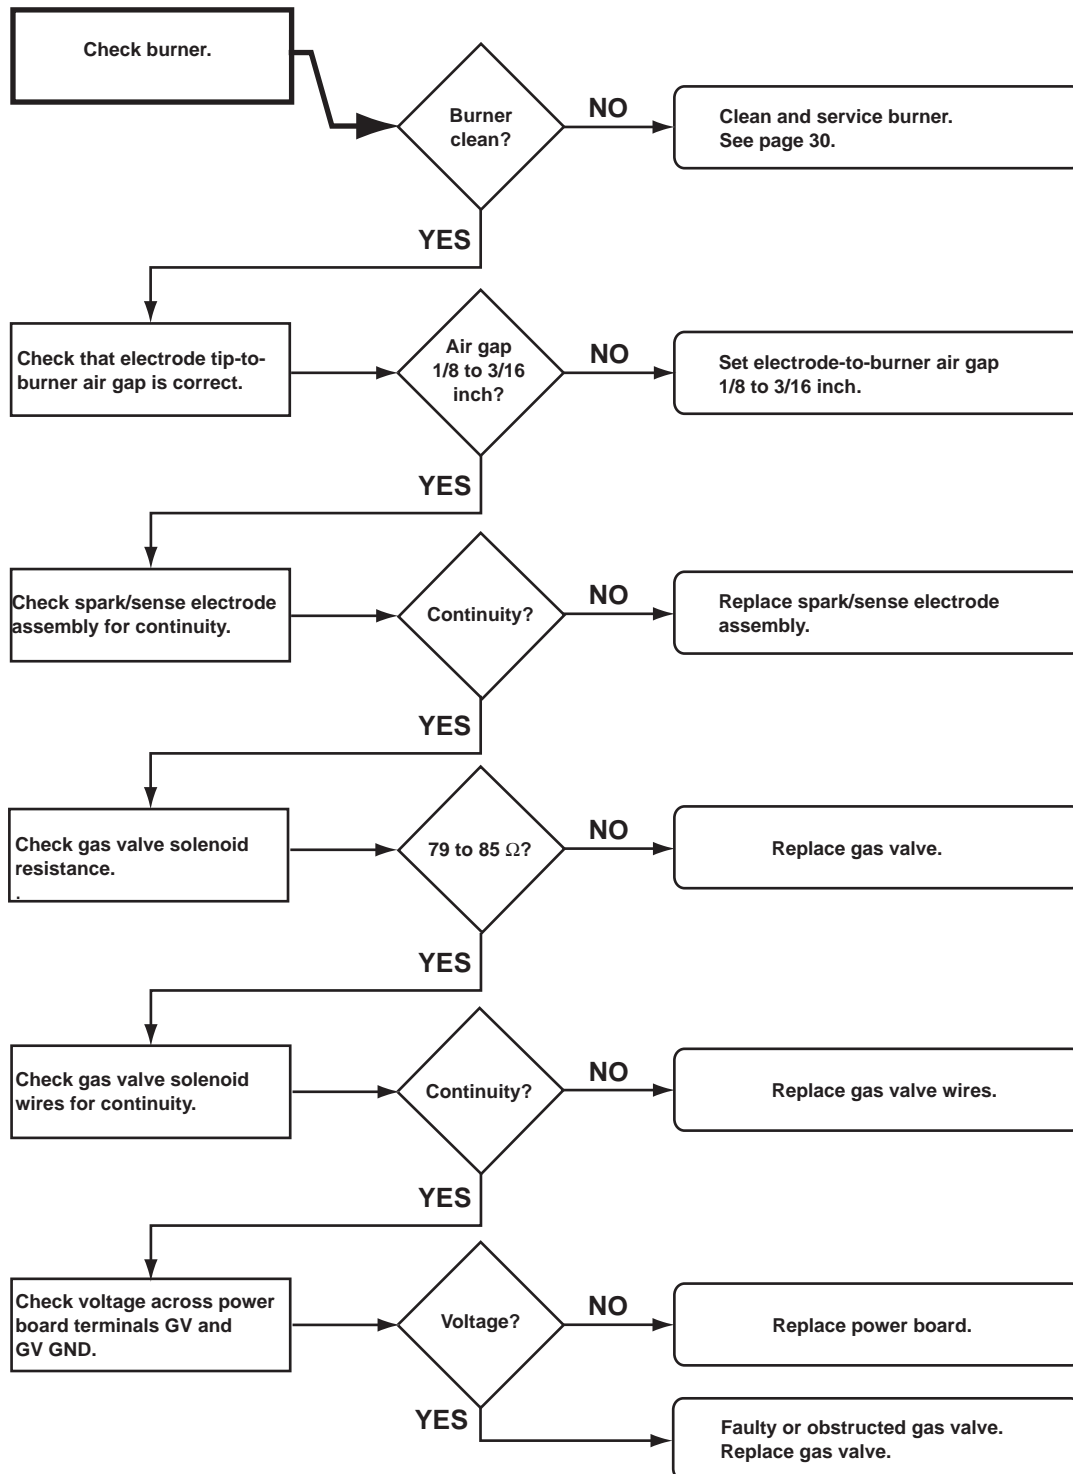 Check burner.
Burner
clean?
NO
Clean and service burner.
See page 30.
YES
Check that electrode tip-to-
burner air gap is correct.
Air gap
1/8 to 3/16
inch?
NO
Set electrode-to-burner air gap
1/8 to 3/16 inch.
YES
Check spark/sense electrode
assembly for continuity.
Continuity?
NO
Replace spark/sense electrode
assembly.
YES
Check gas valve solenoid
resistance.
.
79 to 85 Ω?
NO
Replace gas valve.
YES
Check gas valve solenoid
wires for continuity.
Continuity?
NO
Replace gas valve wires.
YES
Check voltage across power
board terminals GV and
GV GND.
Voltage?
NO
Replace power board.
YES
Faulty or obstructed gas valve.
Replace gas valve.